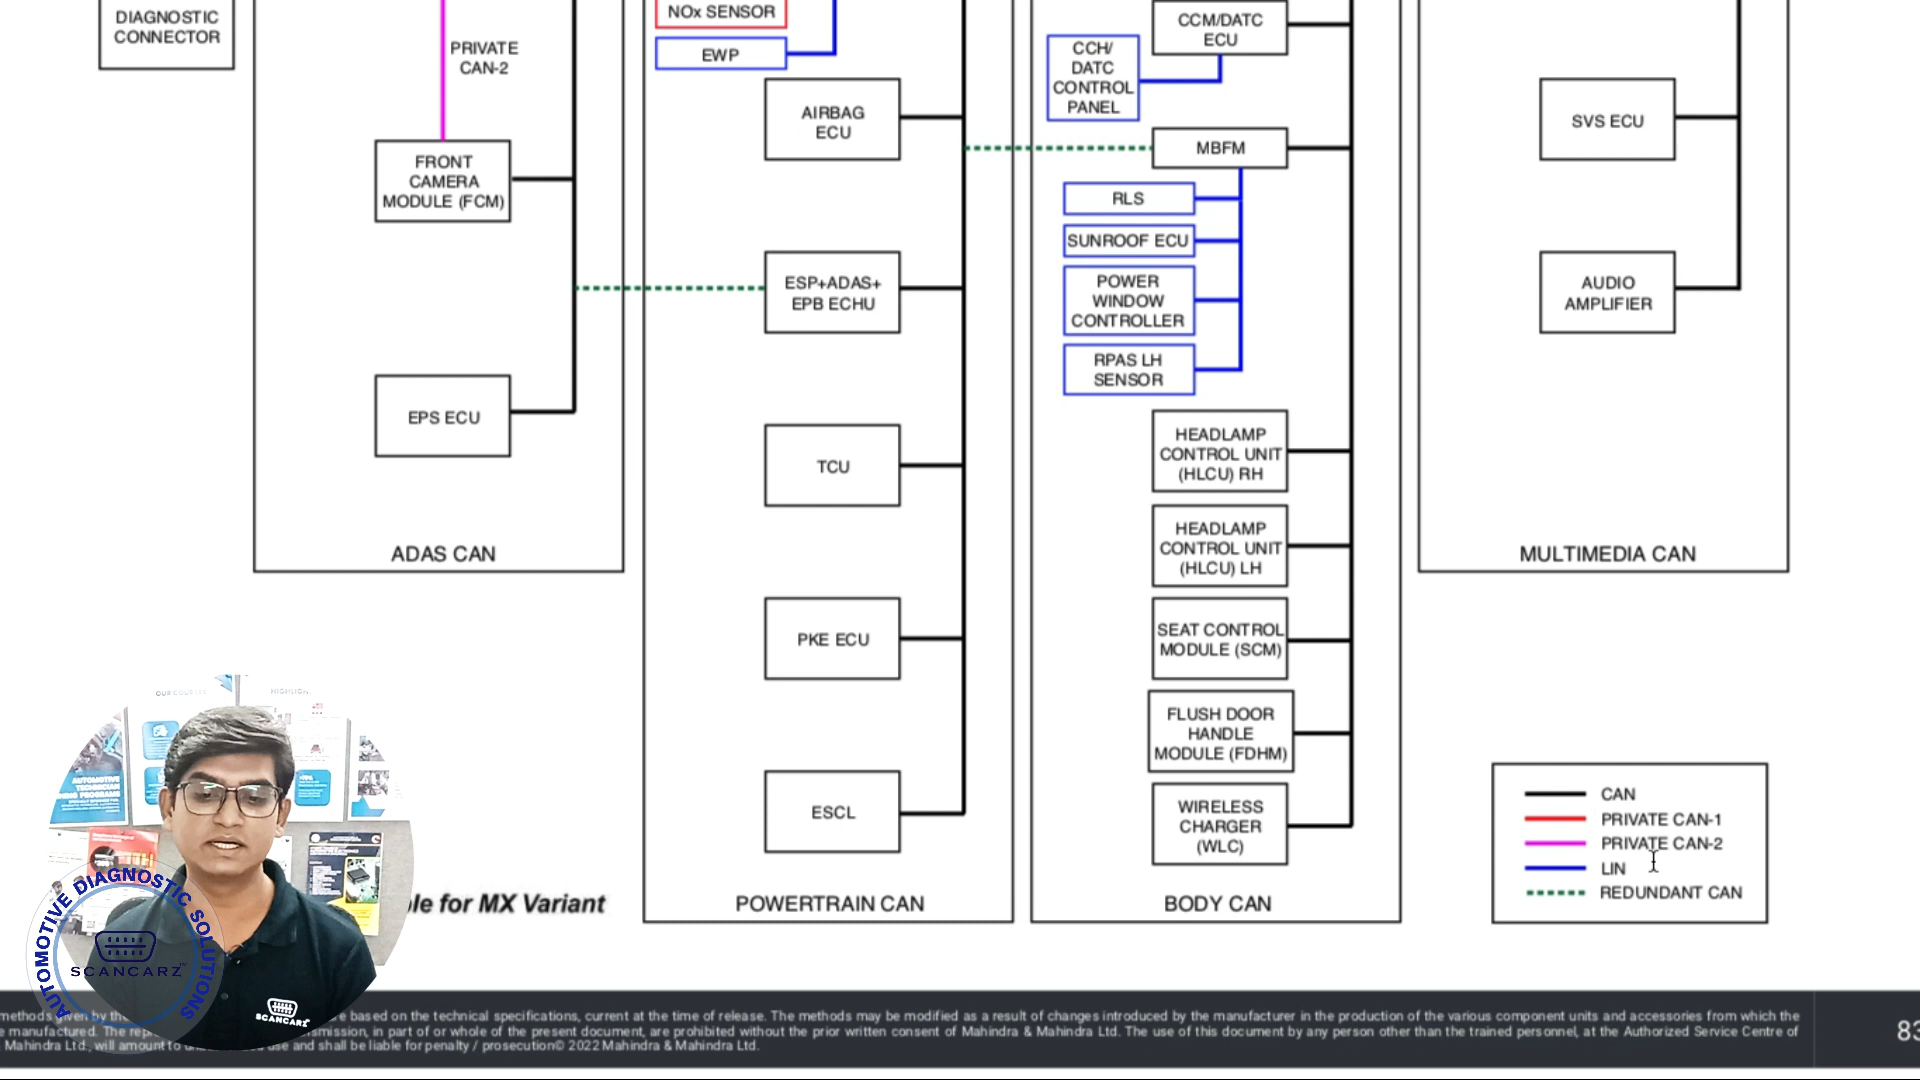 DIAGNOSTIC
CONNECTOR
PRIVATE
CAN-2
FRONT
CAMERA
MODULE (FCM)
EPS ECU
ADAS CAN
NOx SENSOR
EWP
AIRBAG
ECU
ESP+ADAS+
EPB ECHU
TCU
PKE ECU
ESCL
POWERTRAIN CAN
CCM/DATC
ECU
CCH/
DATC
CONTROL
PANEL
MBFM
RLS
SUNROOF ECU
POWER
WINDOW
CONTROLLER
RPAS LH
SENSOR
HEADLAMP
CONTROL UNIT
(HLCU) RH
HEADLAMP
CONTROL UNIT
(HLCU) LH
SEAT CONTROL
MODULE (SCM)
FLUSH DOOR
HANDLE
MODULE (FDHM)
WIRELESS
CHARGER
(WLC)
BODY CAN
SVS ECU
AUDIO
AMPLIFIER
MULTIMEDIA CAN
CAN
PRIVATE CAN-1
PRIVATE CAN-2
LIN
REDUNDANT CAN
for MX Variant
OUR COURSES
AUTOMOTIVE
TECHNICIAN
PROGRAMS
AUTOMOTIVE DIAGNOSTIC SOLUTIONS
SCANCARZ
SCANCARZ
methods given by the
e based on the technical specifications, current at the time of release. The methods may be modified as a result of changes introduced by the manufacturer in the production of the various component units and accessories from which the
manufactured. The
in part of or whole of the present document, are prohibited without the prior written consent of Mahindra & Mahindra Ltd. The use of this document by any person other than the trained personnel, at the Authorized Service Centre of
Mahindra Ltd., will amount to
and shall be liable for penalty / prosecution© 2022 Mahindra & Mahindra Ltd.
83